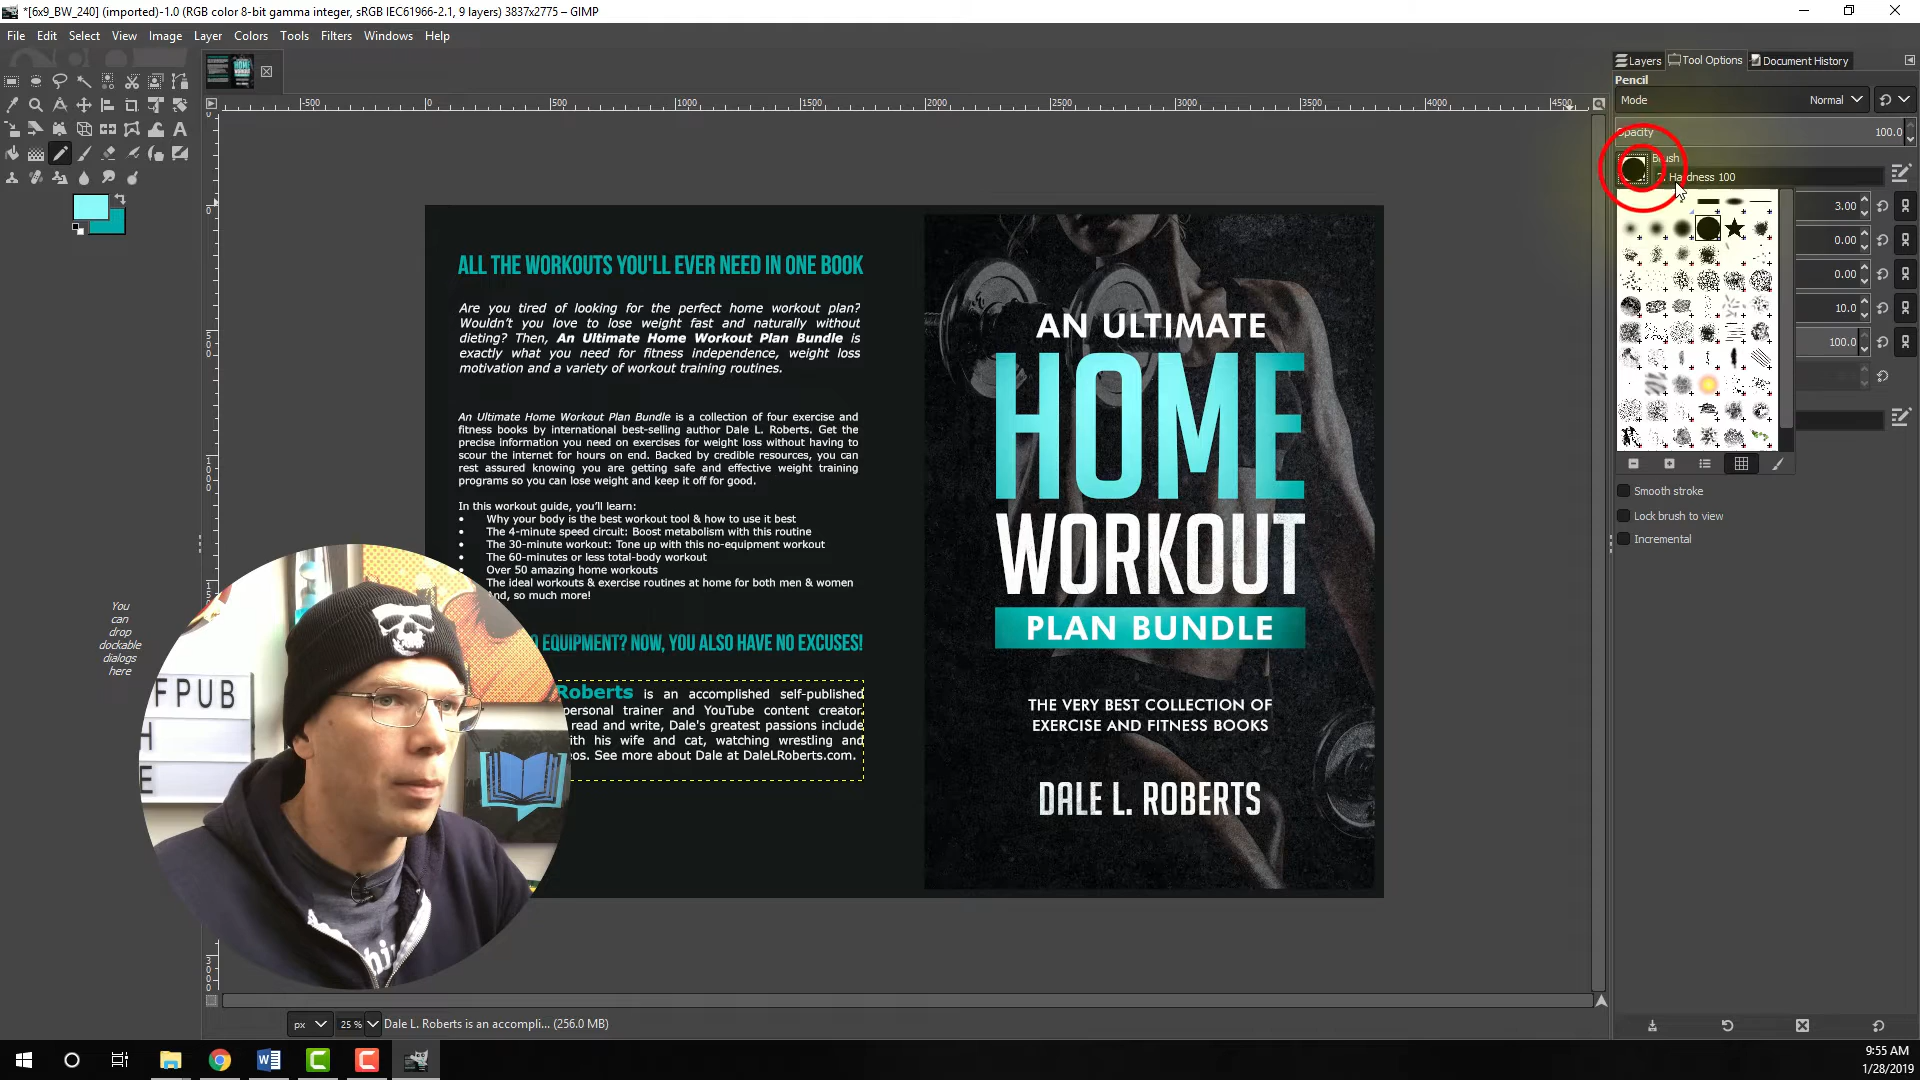 *[6x9_BW_240] (imported)-1.0 (RGB color 8-bit gamma integer, sRGB IEC61966-2.1, 9 layers) 3837x2775 – GIMP
File Edit Select View Image Layer Colors Tools Filters Windows Help
Layers Tool Options Document History
Pencil
Mode Normal
Opacity 100.0
Brush
2. Hardness 100
3.00
0.00
0.00
10.0
100.0
Smooth stroke
Lock brush to view
Incremental
-500 0 500 1000 1500 2000 2500 3000 3500 4000 4500
You
can
drop
dockable
dialogs
here
ALL THE WORKOUTS YOU'LL EVER NEED IN ONE BOOK
Are you tired of looking for the perfect home workout plan?
Wouldn't you love to lose weight fast and naturally without
dieting? Then, An Ultimate Home Workout Plan Bundle is
exactly what you need for fitness independence, weight loss
motivation and a variety of workout training routines.
An Ultimate Home Workout Plan Bundle is a collection of four exercise and
fitness books by international best-selling author Dale L. Roberts. Get the
precise information you need on exercises for weight loss without having to
scour the internet for hours on end. Backed by credible resources, you can
rest assured knowing you are getting safe and effective weight training
programs so you can lose weight and keep it off for good.
In this workout guide, you'll learn:
• Why your body is the best workout tool & how to use it best
• The 4-minute speed circuit: Boost metabolism with this routine
• The 30-minute workout: Tone up with this no-equipment workout
• The 60-minutes or less total-body workout
• Over 50 amazing home workouts
The ideal workouts & exercise routines at home for both men & women
And, so much more!
EQUIPMENT? NOW, YOU ALSO HAVE NO EXCUSES!
Roberts is an accomplished self-published
personal trainer and YouTube content creator.
read and write, Dale's greatest passions include
with his wife and cat, watching wrestling and
See more about Dale at DaleLRoberts.com.
AN ULTIMATE
HOME
WORKOUT
PLAN BUNDLE
THE VERY BEST COLLECTION OF
EXERCISE AND FITNESS BOOKS
DALE L. ROBERTS
FPUB
H
E
px 25 % Dale L. Roberts is an accompli... (256.0 MB)
9:55 AM
1/28/2019